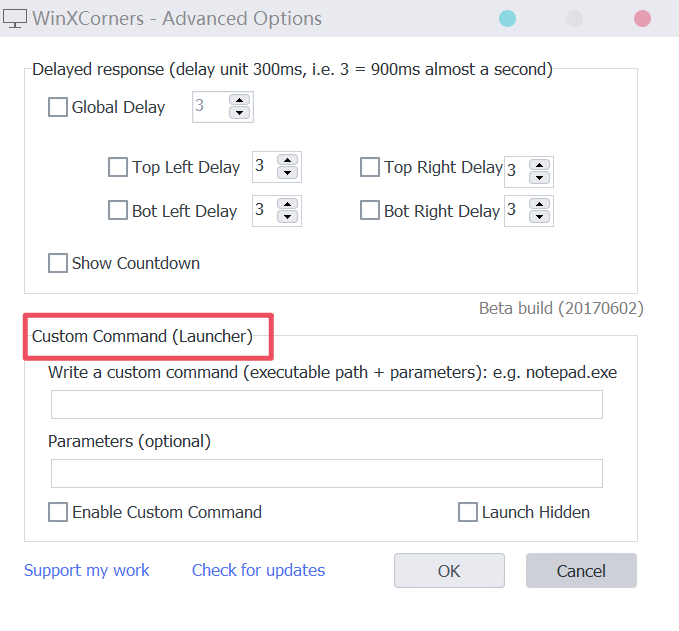 WinXCorners - Advanced Options
Delayed response (delay unit 300ms, i.e. 3 = 900ms almost a second)
Global Delay 3
Top Left Delay 3 Top Right Delay 3
Bot Left Delay 3 Bot Right Delay 3
Show Countdown
Beta build (20170602)
Custom Command (Launcher)
Write a custom command (executable path + parameters): e.g. notepad.exe
Parameters (optional)
Enable Custom Command Launch Hidden
Support my work Check for updates OK Cancel